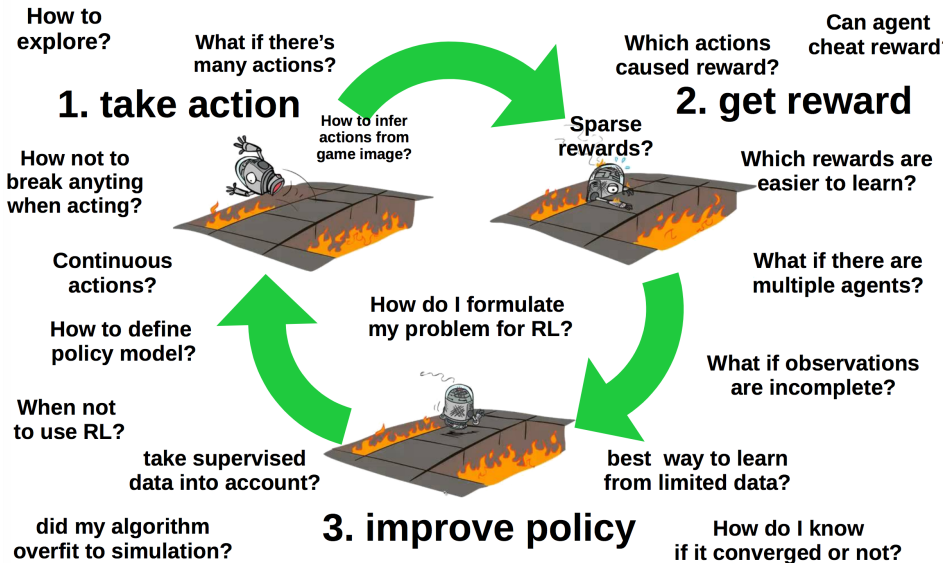 How to
explore?
What if there's
many actions?
1. take action
How to infer
actions from
game image?
How not to
break anyting
when acting?
Continuous
actions?
How to define
policy model?
When not
to use RL?
take supervised
data into account?
did my algorithm
overfit to simulation?
How do I formulate
my problem for RL?
3. improve policy
Which actions
caused reward?
Can agent
cheat reward?
2. get reward
Sparse
rewards?
Which rewards are
easier to learn?
What if there are
multiple agents?
What if observations
are incomplete?
best  way to learn
from limited data?
How do I know
if it converged or not?